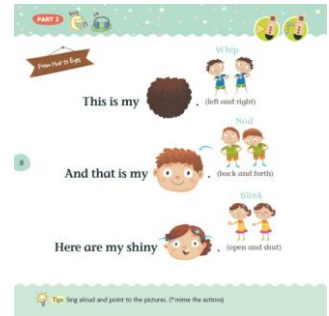 PART 2
From Hair to Eyes
Whip
This is my .
(left and right)
Nod
And that is my .
(back and forth)
8
Blink
Here are my shiny .
(open and shut)
Tips Sing aloud and point to the pictures. (*mime the actions)